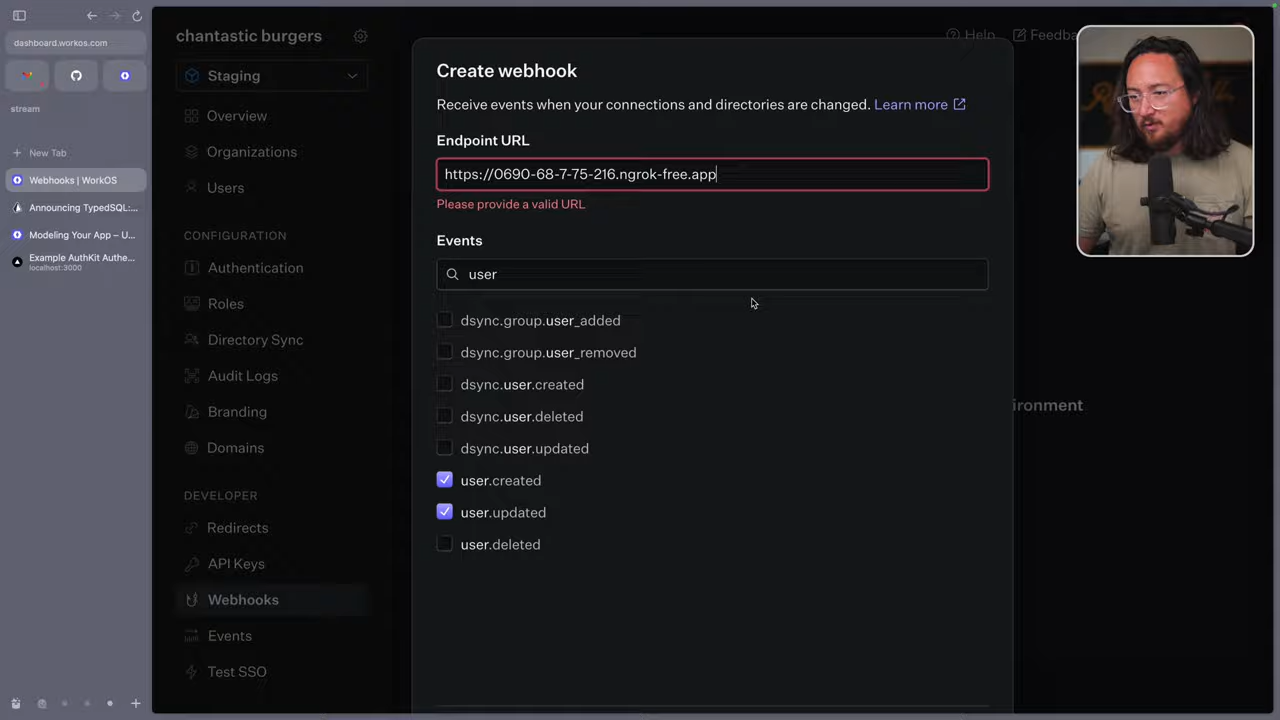 dashboard.workos.com
stream
New Tab
Webhooks | WorkOS
Announcing TypedSQL:...
Modeling Your App – U...
Example AuthKit Authe...
localhost:3000
chantastic burgers
Staging
Overview
Organizations
Users
CONFIGURATION
Authentication
Roles
Directory Sync
Audit Logs
Branding
Domains
DEVELOPER
Redirects
API Keys
Webhooks
Events
Test SSO
Help
Feedba
Create webhook
Receive events when your connections and directories are changed. Learn more
Endpoint URL
https://0690-68-7-75-216.ngrok-free.app
Please provide a valid URL
Events
user
dsync.group.user_added
dsync.group.user_removed
dsync.user.created
dsync.user.deleted
dsync.user.updated
user.created
user.updated
user.deleted
ironment